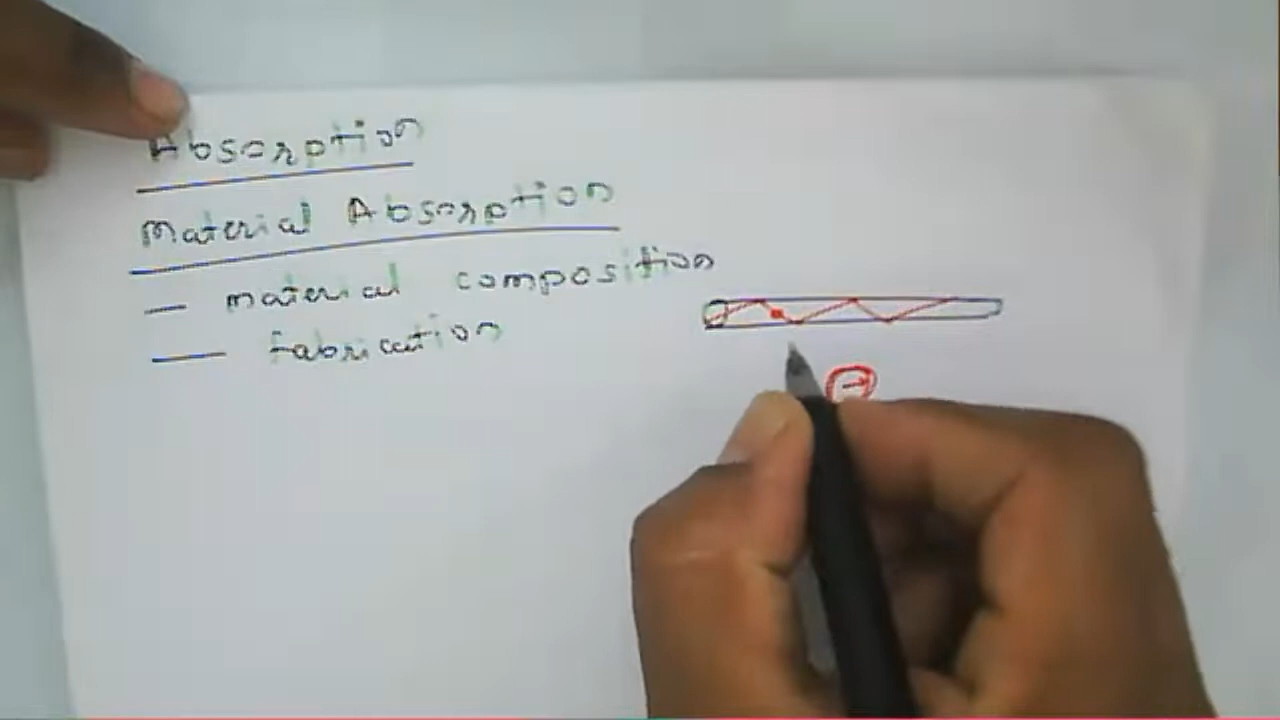 Absorption
Material Absorption
— material composition
— fabrication